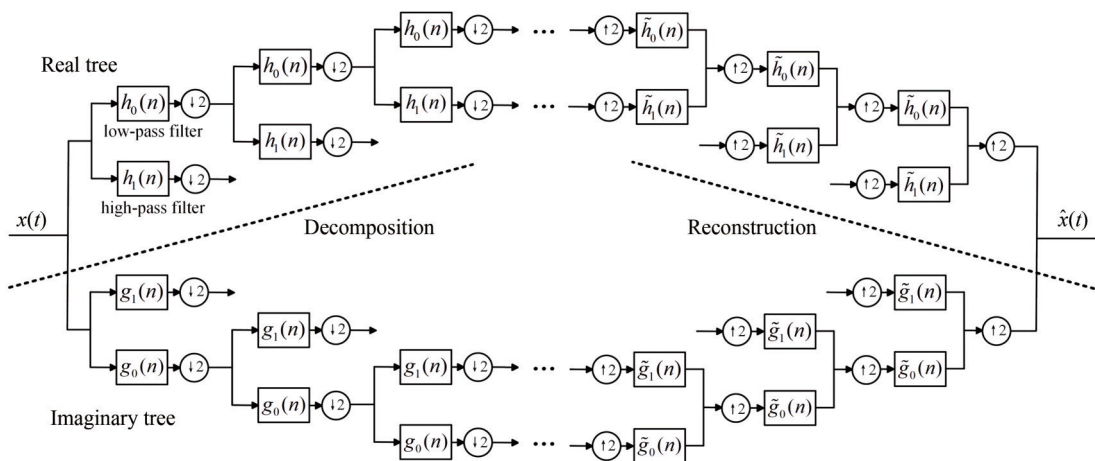 h₀(n) ↓2 ... ↑2 h̃₀(n)
Real tree h₀(n) ↓2 ↑2 h̃₀(n)
h₀(n) ↓2 h₁(n) ↓2 ... ↑2 h̃₁(n) ↑2 h̃₀(n)
low-pass filter
h₁(n) ↓2 ↑2 h̃₁(n) ↑2
h₁(n) ↓2 ↑2 h̃₁(n)
high-pass filter
x(t) Decomposition Reconstruction x̂(t)
g₁(n) ↓2 ↑2 g̃₁(n)
g₁(n) ↓2 ↑2 g̃₁(n) ↑2
g₀(n) ↓2 g₁(n) ↓2 ... ↑2 g̃₁(n) ↑2 g̃₀(n)
g₀(n) ↓2 ↑2 g̃₀(n)
Imaginary tree
g₀(n) ↓2 ... ↑2 g̃₀(n)